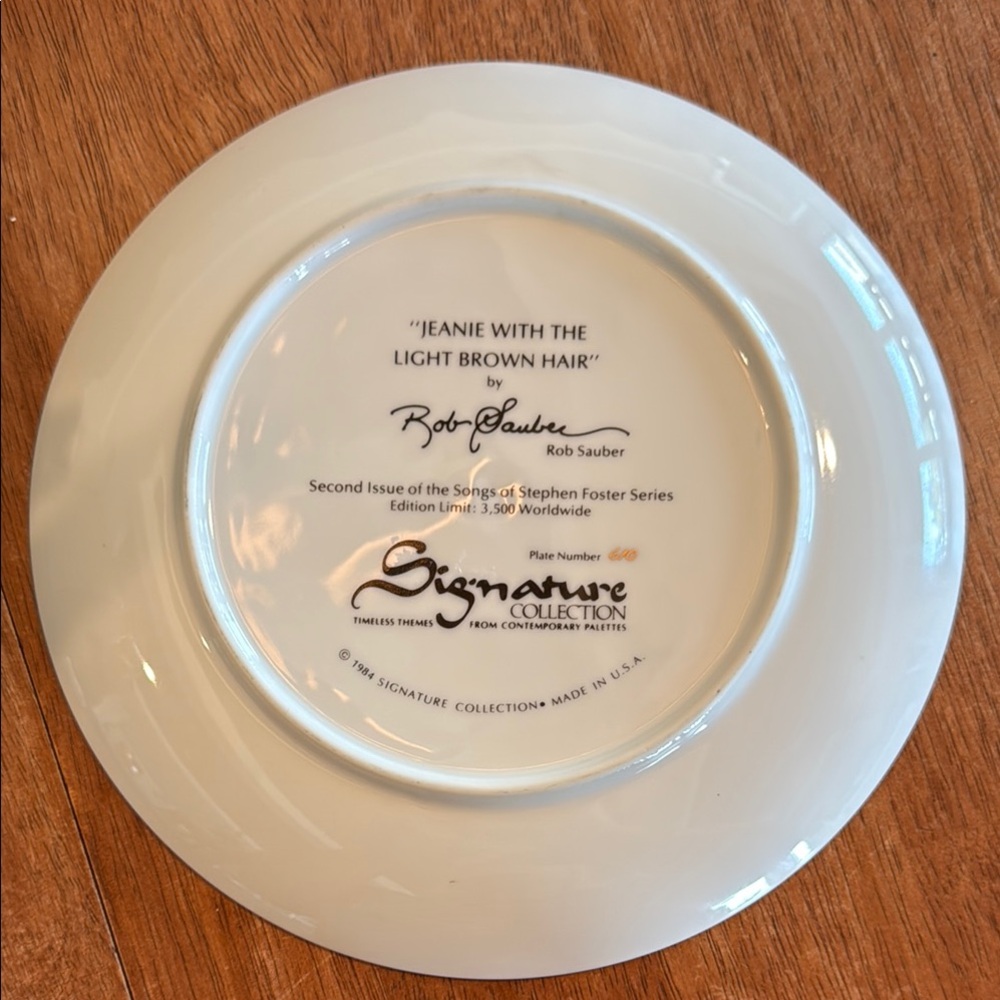 "JEANIE WITH THE
LIGHT BROWN HAIR"
by
Rob Sauber
Rob Sauber
Second Issue of the Songs of Stephen Foster Series
Edition Limit: 3,500 Worldwide
Plate Number
Signature
COLLECTION
TIMELESS THEMES FROM CONTEMPORARY PALETTES
© 1984 SIGNATURE COLLECTION • MADE IN U.S.A.